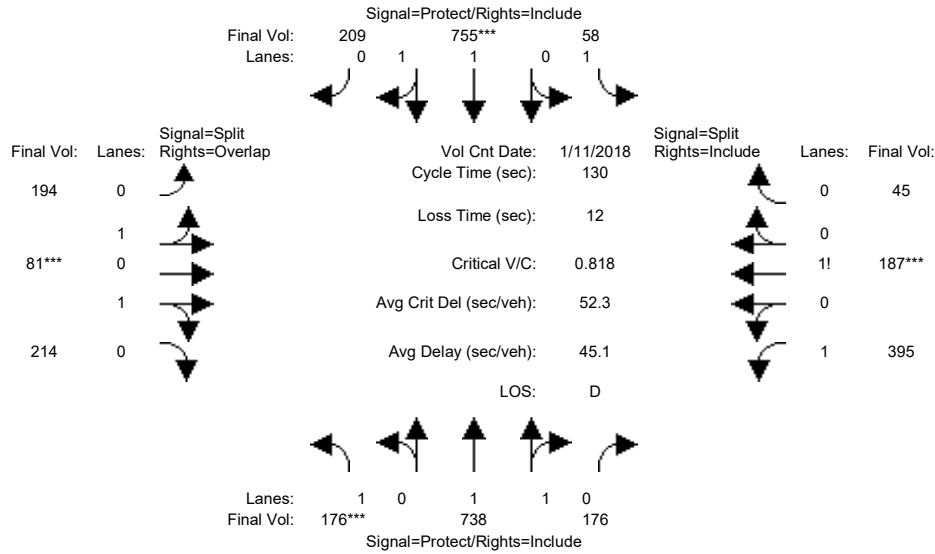 Signal=Protect/Rights=Include
Final Vol: 209 755*** 58
Lanes: 0 1 1 0 1
Signal=Split Signal=Split
Final Vol: Lanes: Rights=Overlap Vol Cnt Date: 1/11/2018 Rights=Include Lanes: Final Vol:
Cycle Time (sec): 130
194 0 0 45
Loss Time (sec): 12
1 0
81*** 0 Critical V/C: 0.818 1! 187***
1 Avg Crit Del (sec/veh): 52.3 0
214 0 Avg Delay (sec/veh): 45.1 1 395
LOS: D
Lanes: 1 0 1 1 0
Final Vol: 176*** 738 176
Signal=Protect/Rights=Include